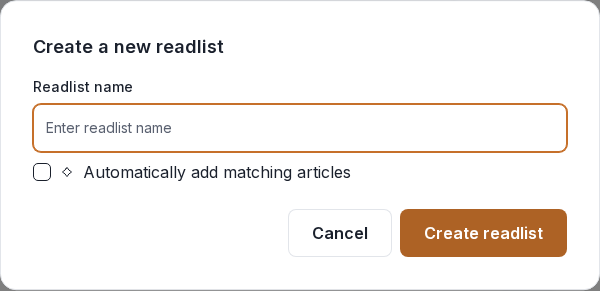 Create a new readlist
Readlist name
Enter readlist name
Automatically add matching articles
Cancel
Create readlist